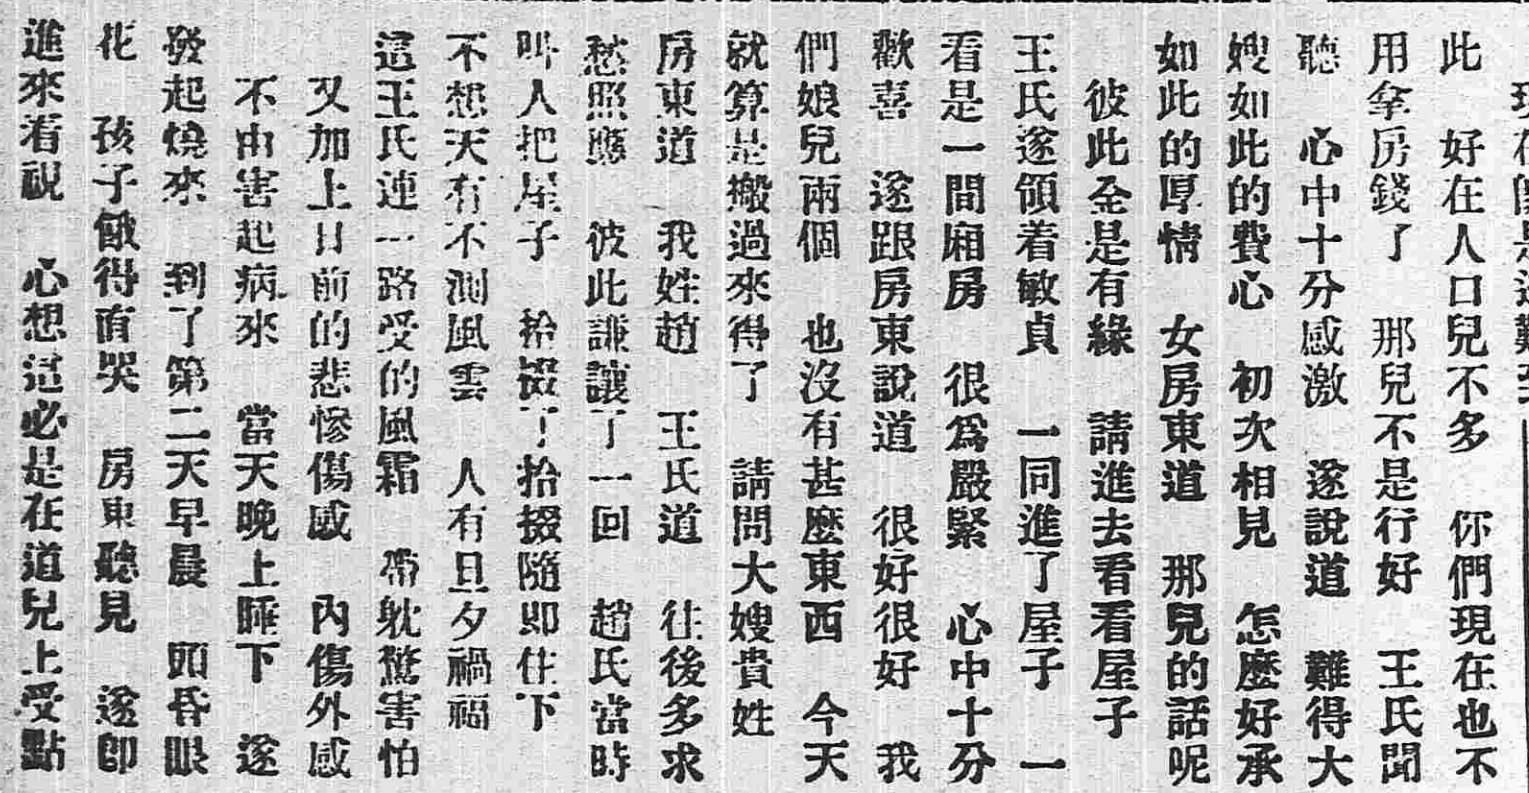 此　好在人口兒不多　你們現在也不
用拿房錢了　那兒不是行好　王氏聞
聽　心中十分感激　遂說道　難得大
嫂如此的費心　初次相見　怎麼好承
如此的厚情　女房東道　那兒的話呢
彼此全是有緣　請進去看看屋子
王氏遂領着敏貞　一同進了屋子　一
看是一間廂房　很爲嚴緊　心中十分
歡喜　遂跟房東說道　很好很好　我
們娘兒兩個　也沒有甚麼東西　今天
就算是搬過來得了　請問大嫂貴姓
房東道　我姓趙　王氏道　往後多求
愁照應　彼此謙讓了一回　趙氏當時
叫人把屋子　拾掇了拾掇隨即住下
不想天有不測風雲　人有旦夕禍福
這王氏連一路受的風霜　帶躭驚害怕
又加上目前的悲慘傷感　內傷外感
不由害起病來　當天晚上睡下　遂
發起燒來　到了第二天早晨　頭昏眼
花　孩子餓得直哭　房東聽見　遂即
進來看視　心想這必是在道兒上受點